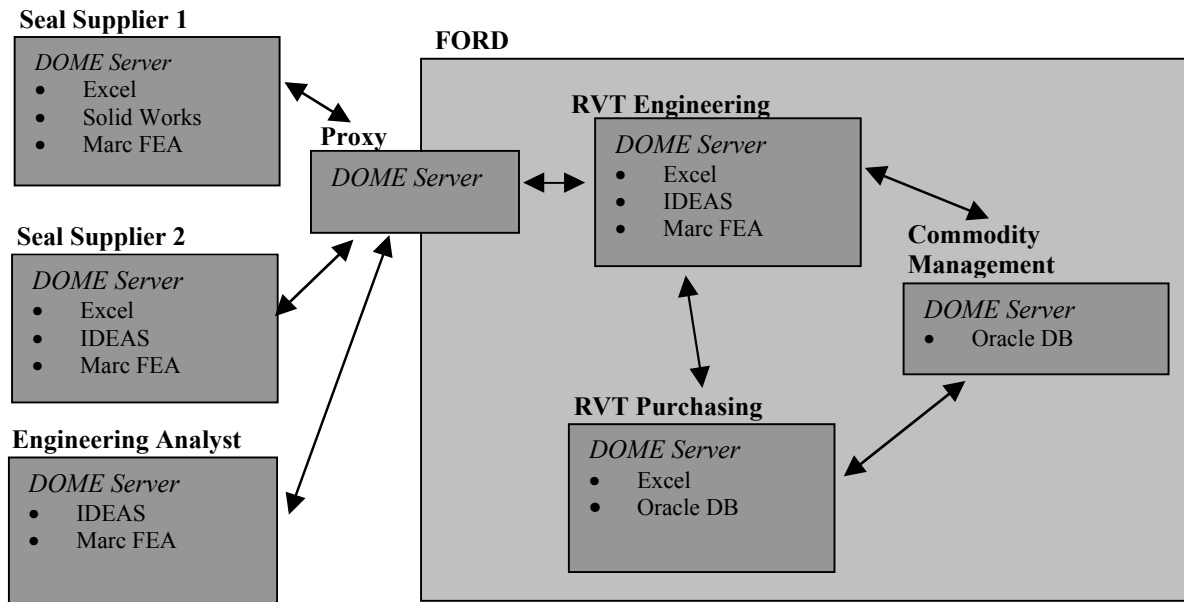 Seal Supplier 1
DOME Server
• Excel
• Solid Works
• Marc FEA
Seal Supplier 2
DOME Server
• Excel
• IDEAS
• Marc FEA
Engineering Analyst
DOME Server
• IDEAS
• Marc FEA
Proxy
DOME Server
FORD
RVT Engineering
DOME Server
• Excel
• IDEAS
• Marc FEA
Commodity
Management
DOME Server
• Oracle DB
RVT Purchasing
DOME Server
• Excel
• Oracle DB